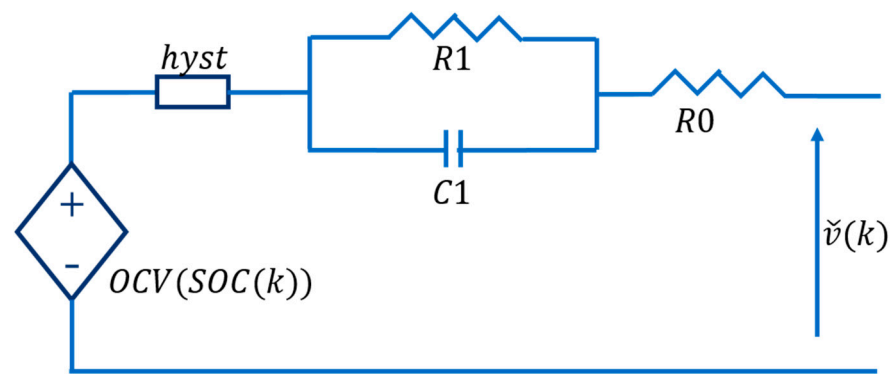 hyst
R1
R0
C1
+
-
OCV(SOC(k))
v̌(k)